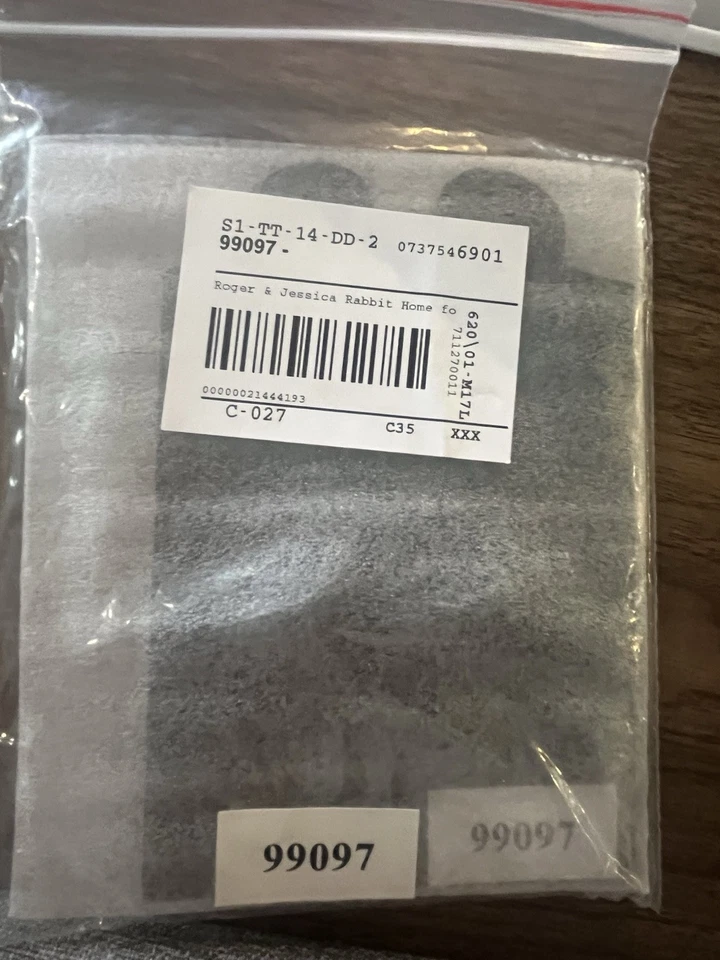 S1-TT-14-DD-2 0737546901
99097 -
Roger & Jessica Rabbit Home fo
620\01-M17L
711270011
00000021444193
C-027
C35
XXX
99097
99097